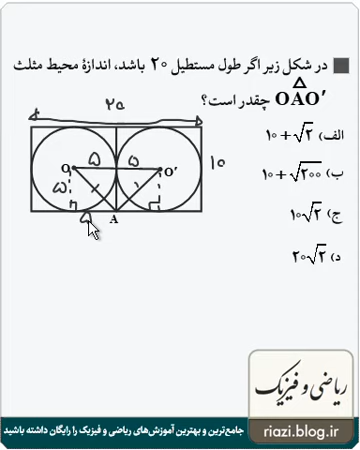 در شکل زیر اگر طول مستطیل ۲۰ باشد، اندازهٔ محیط مثلث
OAO′ چقدر است؟
الف) ۱۰+√۲
ب) ۱۰+√۲۰۰
ج) ۱۰√۲
د) ۲۰√۲
۲۰
۱۰
O
۵
۵
O′
۵
۵
A
ریاضی و فیزیک
riazi.blog.ir
جامع‌ترین و بهترین آموزش‌های ریاضی و فیزیک را رایگان داشته باشید